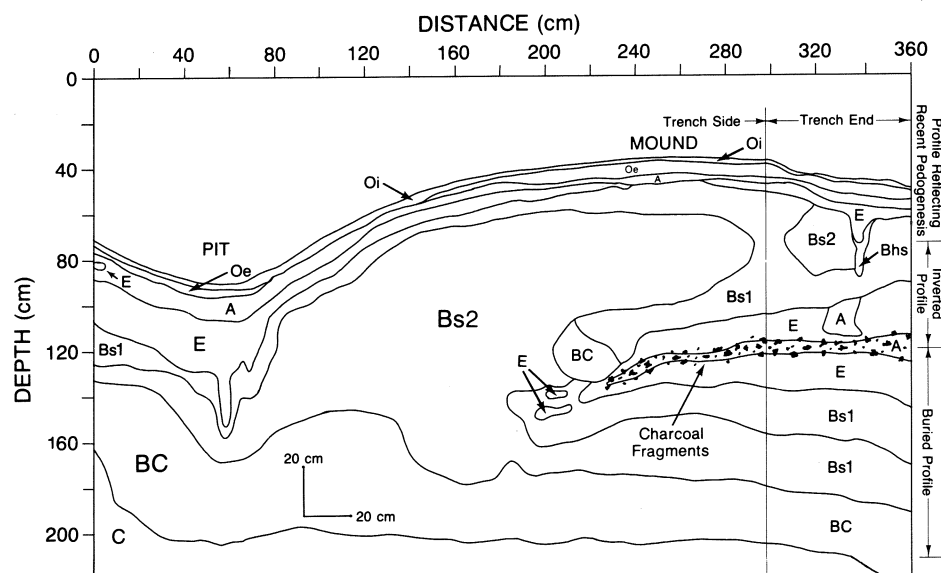 DISTANCE (cm)
0 40 80 120 160 200 240 280 320 360
DEPTH (cm)
0
40
80
120
160
200
Trench Side
Trench End
MOUND
Oi
Oe
A
Oi
PIT
Oe
E
A
E
Bs1
BC
C
20 cm
20 cm
Bs2
E
BC
Bs1
E
Bs2
Bhs
E
A
A
E
Charcoal
Fragments
Bs1
Bs1
BC
Profile Reflecting
Recent Pedogenesis
Inverted
Profile
Buried Profile